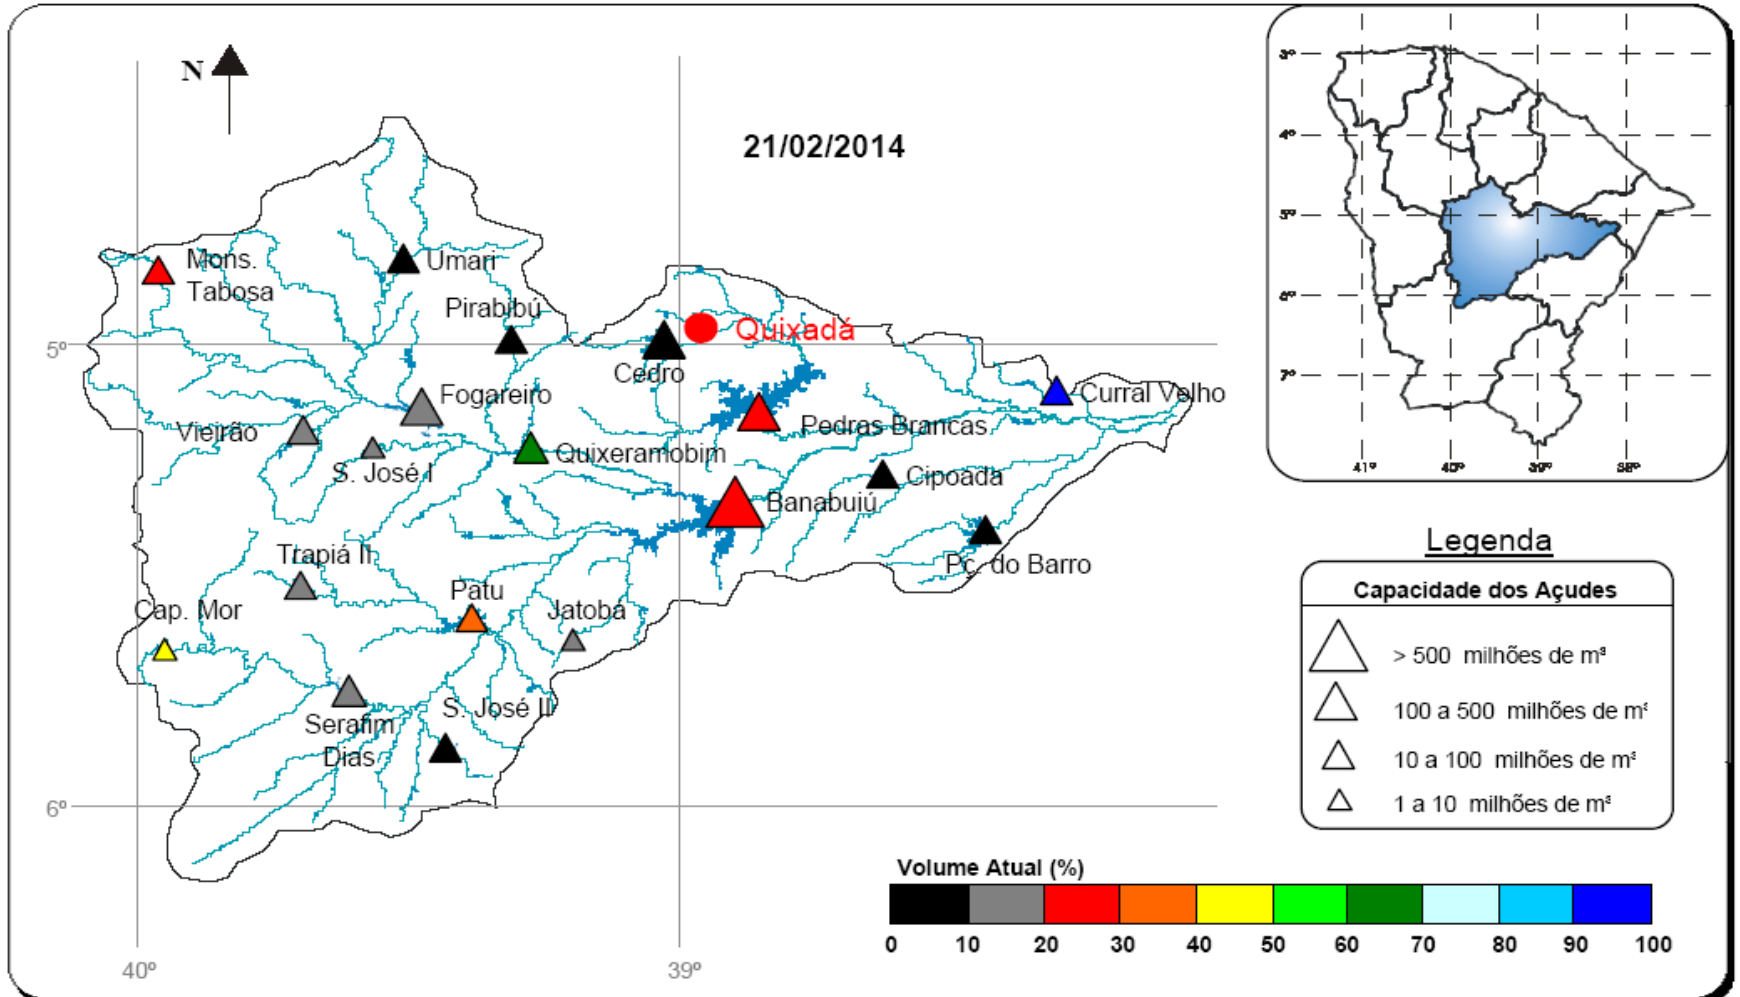 N
21/02/2014
Mons.
Tabosa
Umari
Pirabibú
Quixadá
Cedro
5º
Fogareiro
Curral Velho
Vieirão
Pedras Brancas
S. José I
Quixeramobim
Cipoada
Banabuiú
Trapiá II
Pç. do Barro
Patu
Cap. Mor
Jatobá
S. José II
Serafim
Dias
6º
40º
39º
3º
4º
5º
6º
7º
41º
40º
39º
38º
Legenda
Capacidade dos Açudes
> 500 milhões de m³
100 a 500 milhões de m³
10 a 100 milhões de m³
1 a 10 milhões de m³
Volume Atual (%)
0 10 20 30 40 50 60 70 80 90 100